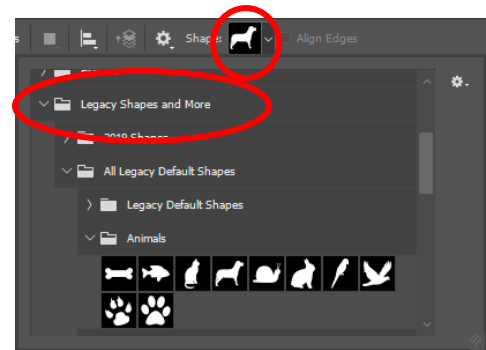 Shape: Align Edges
Legacy Shapes and More
2019 Shapes
All Legacy Default Shapes
Legacy Default Shapes
Animals